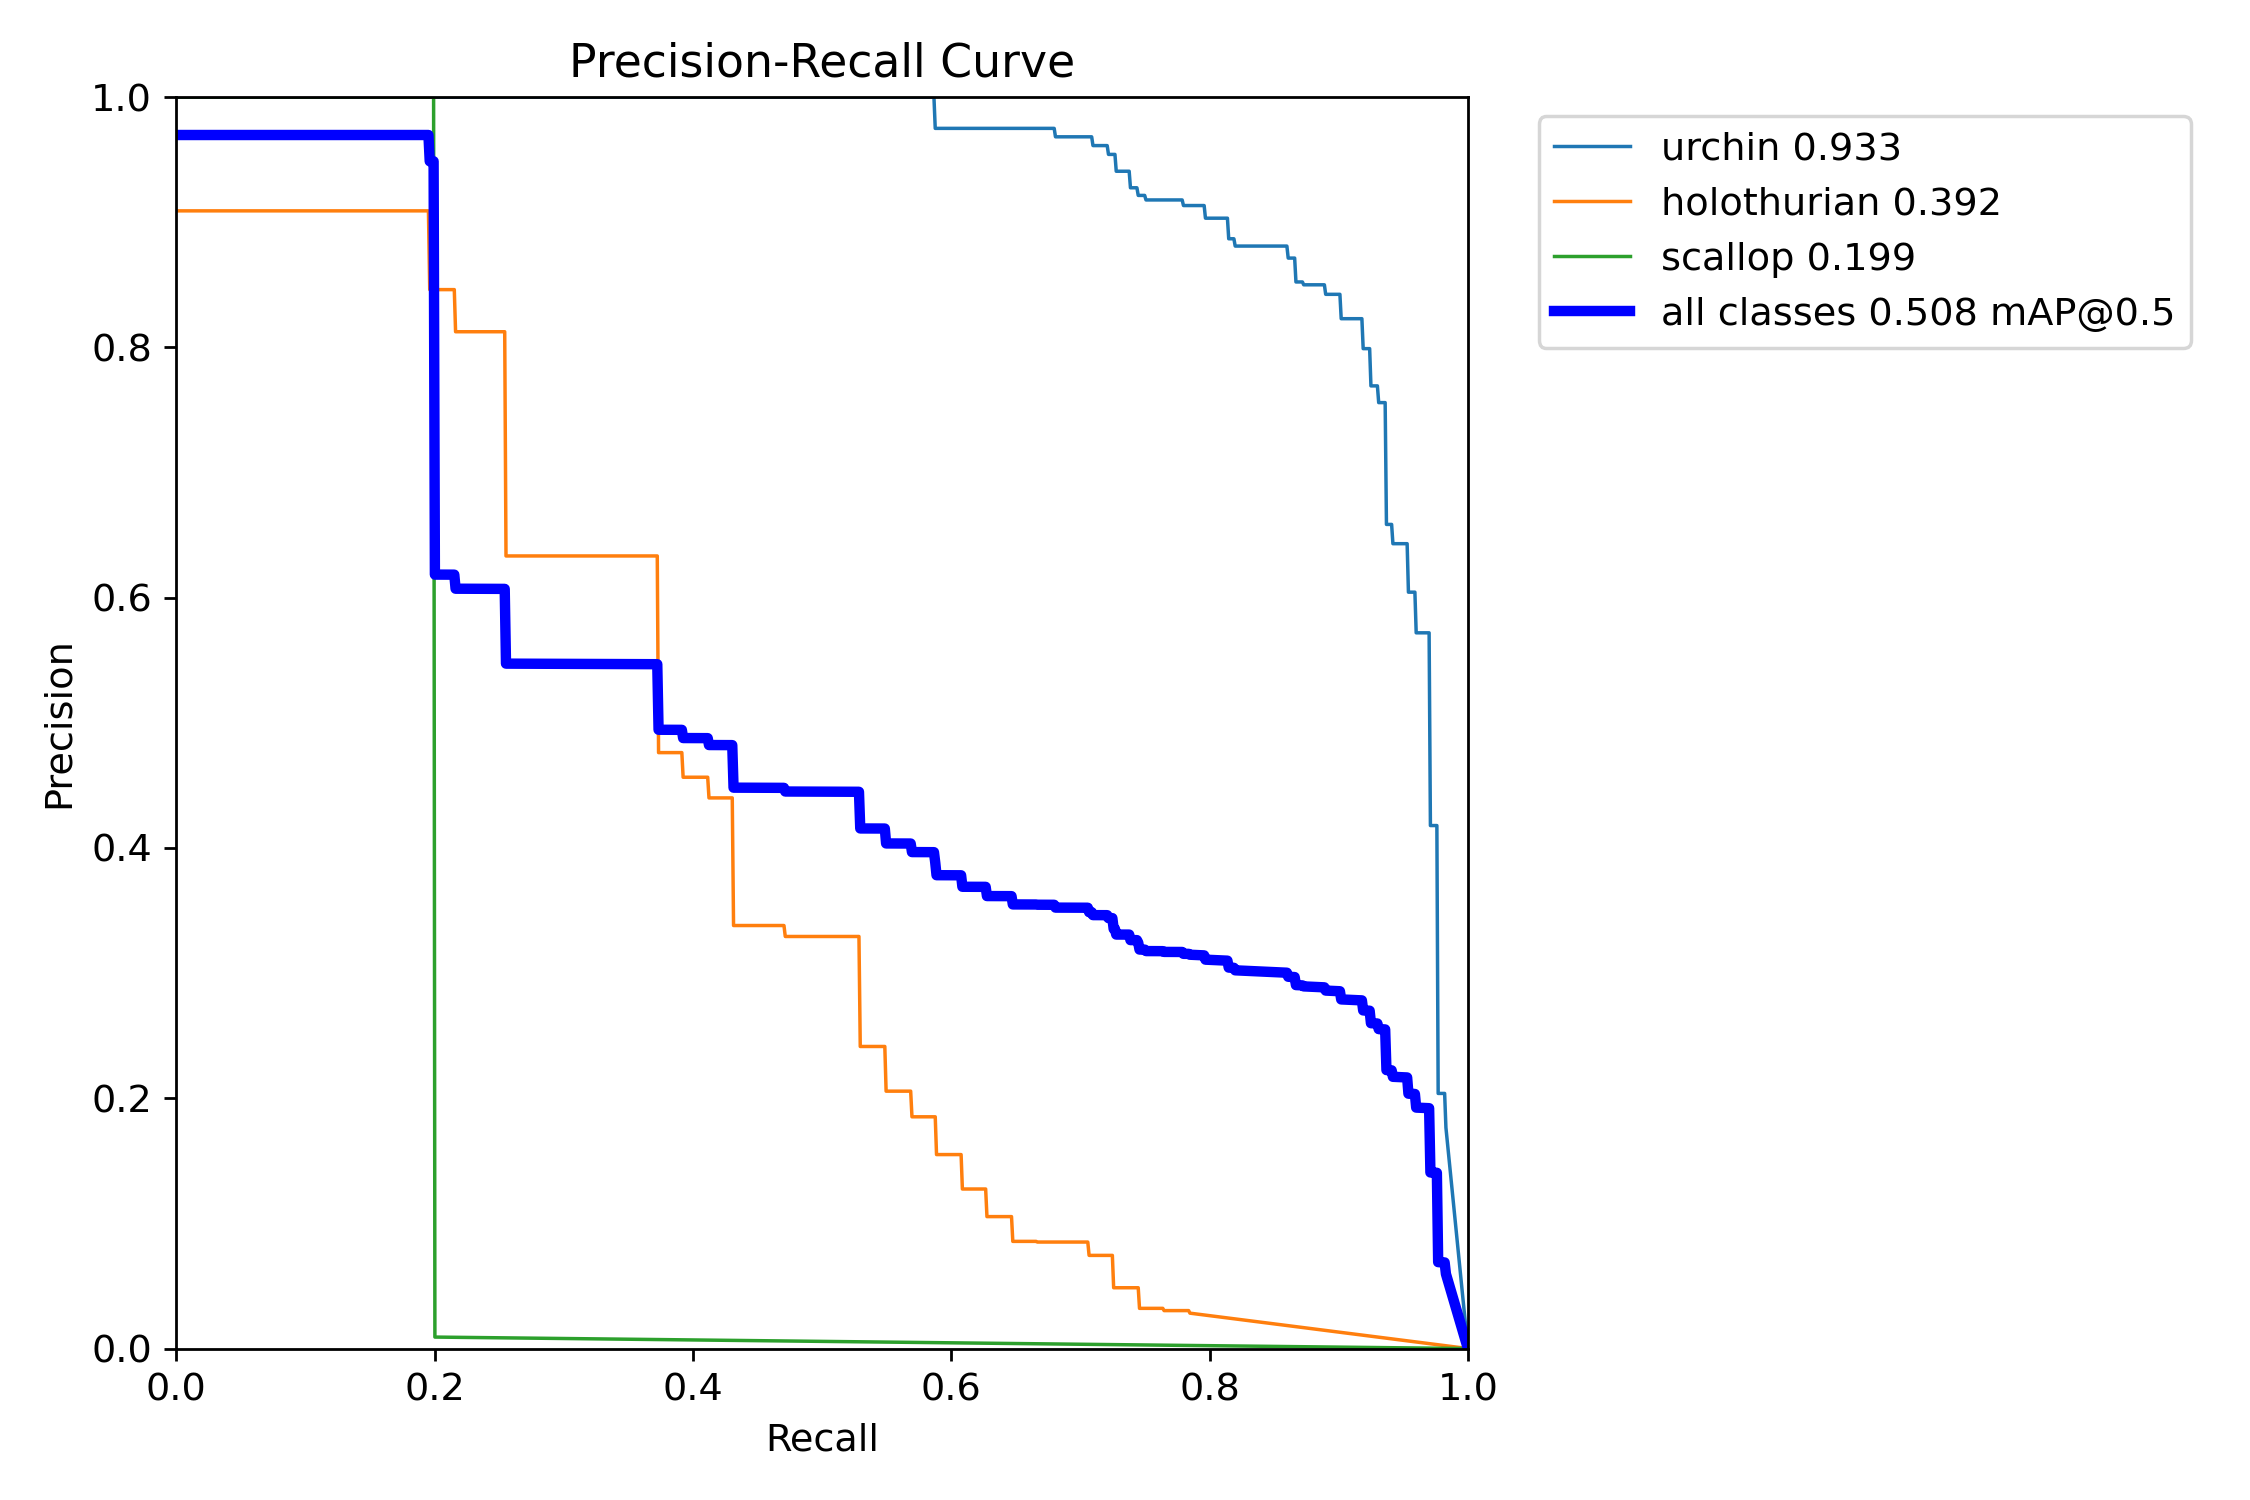 Precision-Recall Curve
1.0
0.8
0.6
0.4
0.2
0.0
Precision
0.0 0.2 0.4 0.6 0.8 1.0
Recall
urchin 0.933
holothurian 0.392
scallop 0.199
all classes 0.508 mAP@0.5